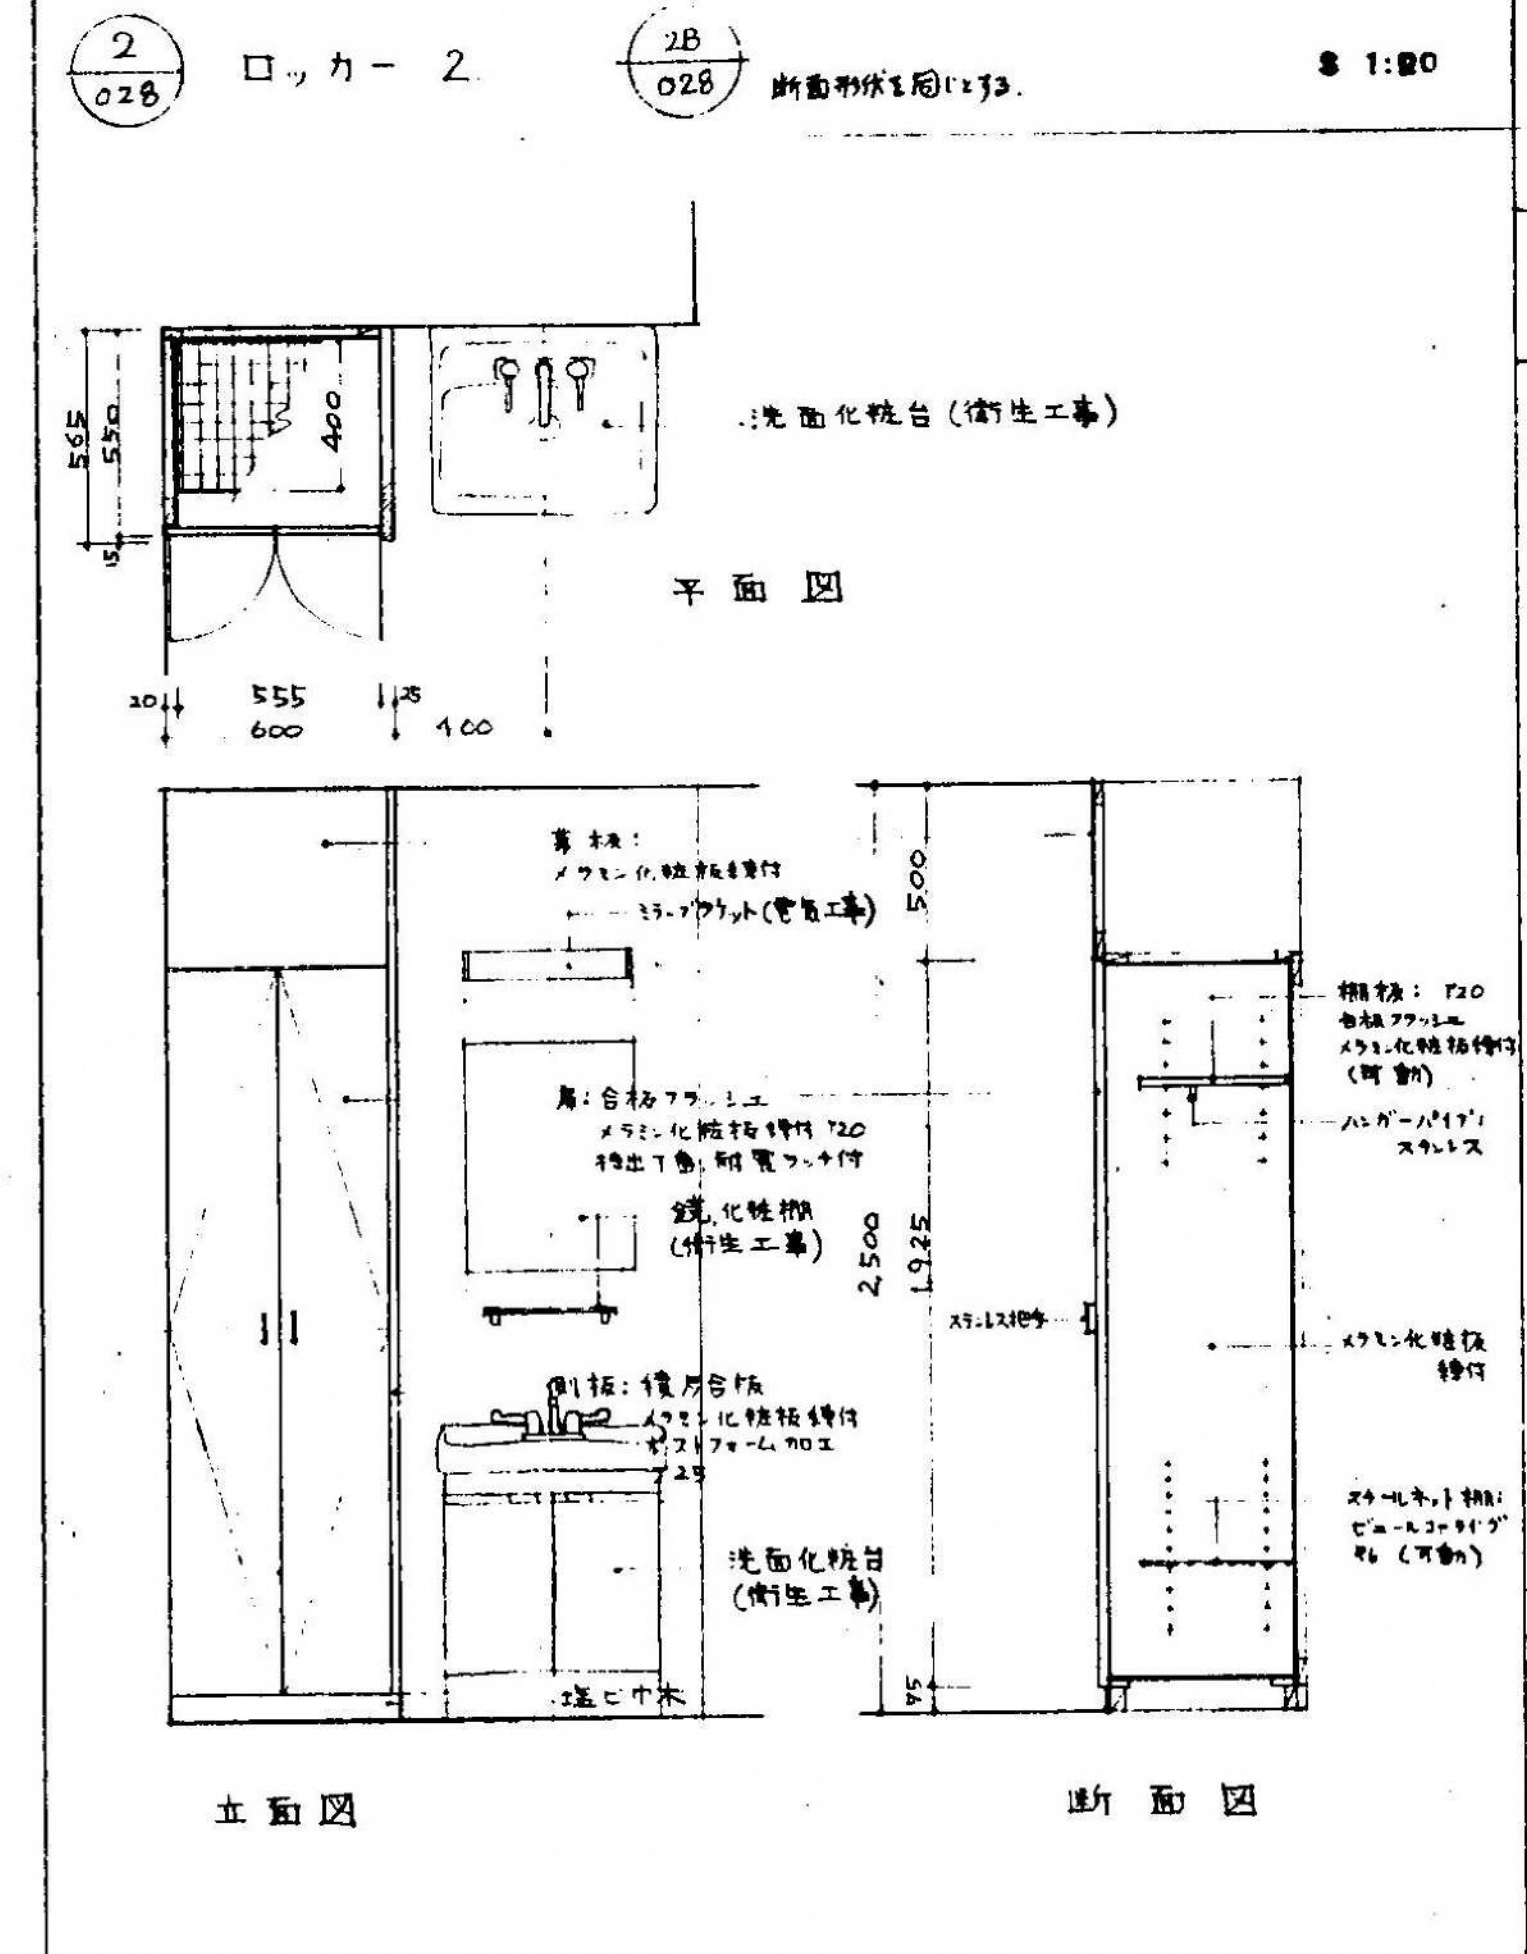 2
028
ロッカー 2
2B
028
断面形状を同じとする.
S 1:20
565
550
15
400
洗面化粧台 (衛生工事)
平面図
20
555
25
600
400
幕板:
メラミン化粧板練付
ミラーブラケット(電気工事)
扉: 合板フラッシュ
メラミン化粧板練付 T20
耐震ラッチ付
鏡, 化粧棚
(衛生工事)
側板: 積層合板
メラミン化粧板練付
ポストフォーム加工
洗面化粧台
(衛生工事)
塩ビ巾木
立面図
500
2,500
1,925
75
ステンレス把手
棚板: T20
合板フラッシュ
メラミン化粧板練付
(可動)
ハンガーパイプ:
ステンレス
メラミン化粧板
練付
スチールネット棚:
ビニールコーティング
(可動)
断面図